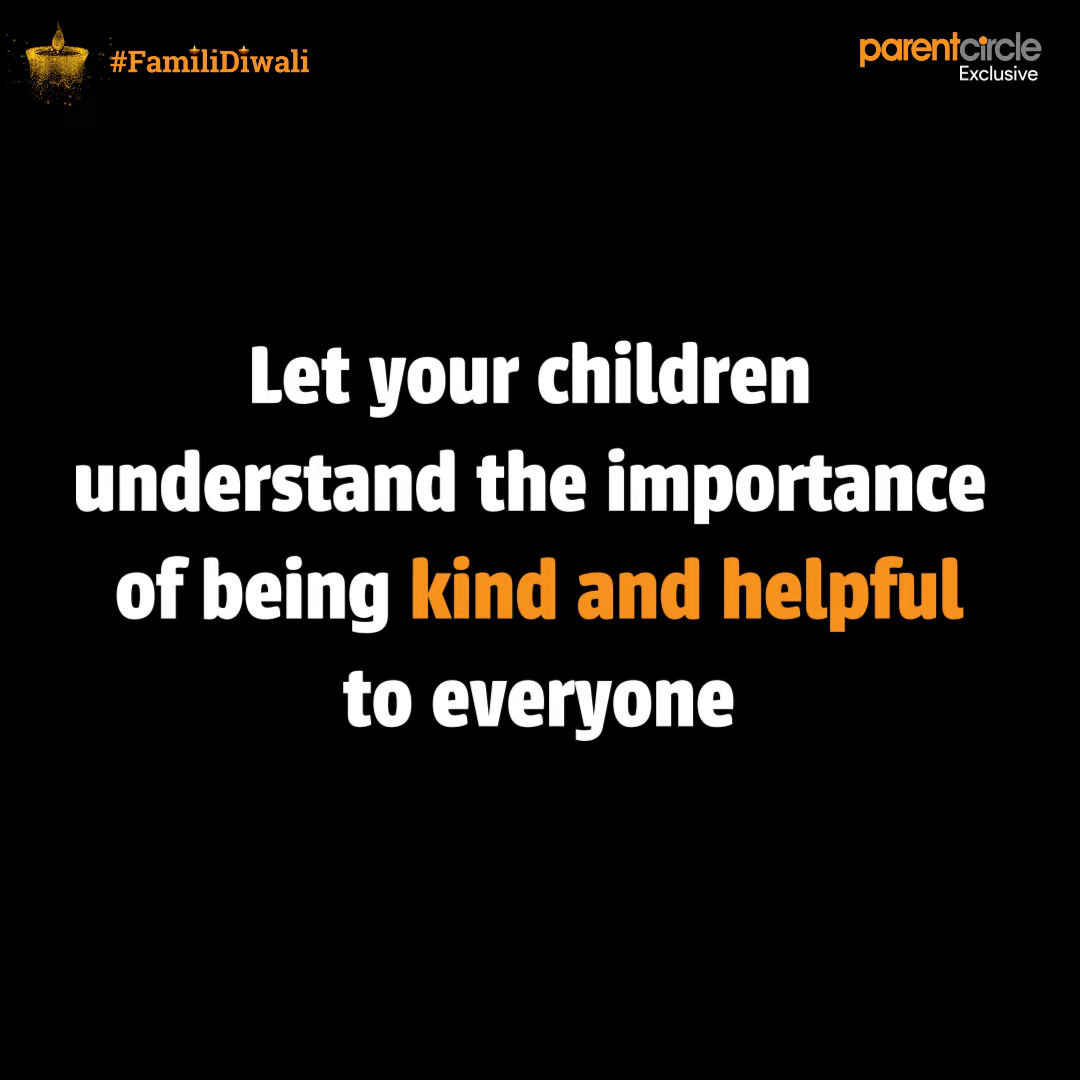 #FamiliDiwali
parentcircle
Exclusive
Let your children
understand the importance
of being kind and helpful
to everyone